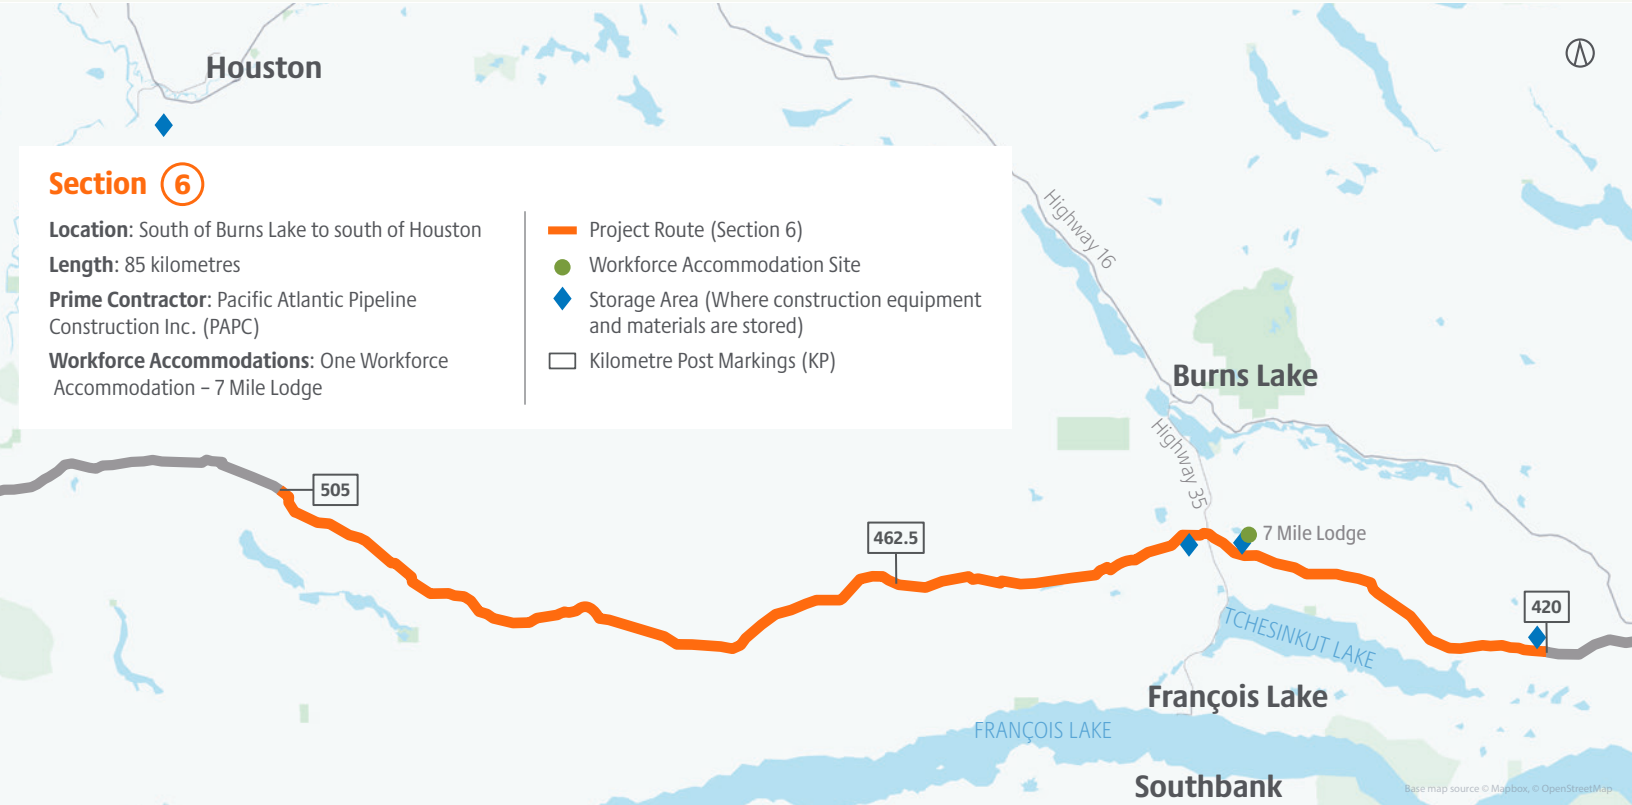 Houston
Section 6
Location: South of Burns Lake to south of Houston
Length: 85 kilometres
Prime Contractor: Pacific Atlantic Pipeline
Construction Inc. (PAPC)
Workforce Accommodations: One Workforce
Accommodation – 7 Mile Lodge
Project Route (Section 6)
Workforce Accommodation Site
Storage Area (Where construction equipment
and materials are stored)
Kilometre Post Markings (KP)
Highway 16
Burns Lake
Highway 35
505
462.5
7 Mile Lodge
420
TCHESINKUT LAKE
François Lake
FRANÇOIS LAKE
Southbank
Base map source © Mapbox, © OpenStreetMap